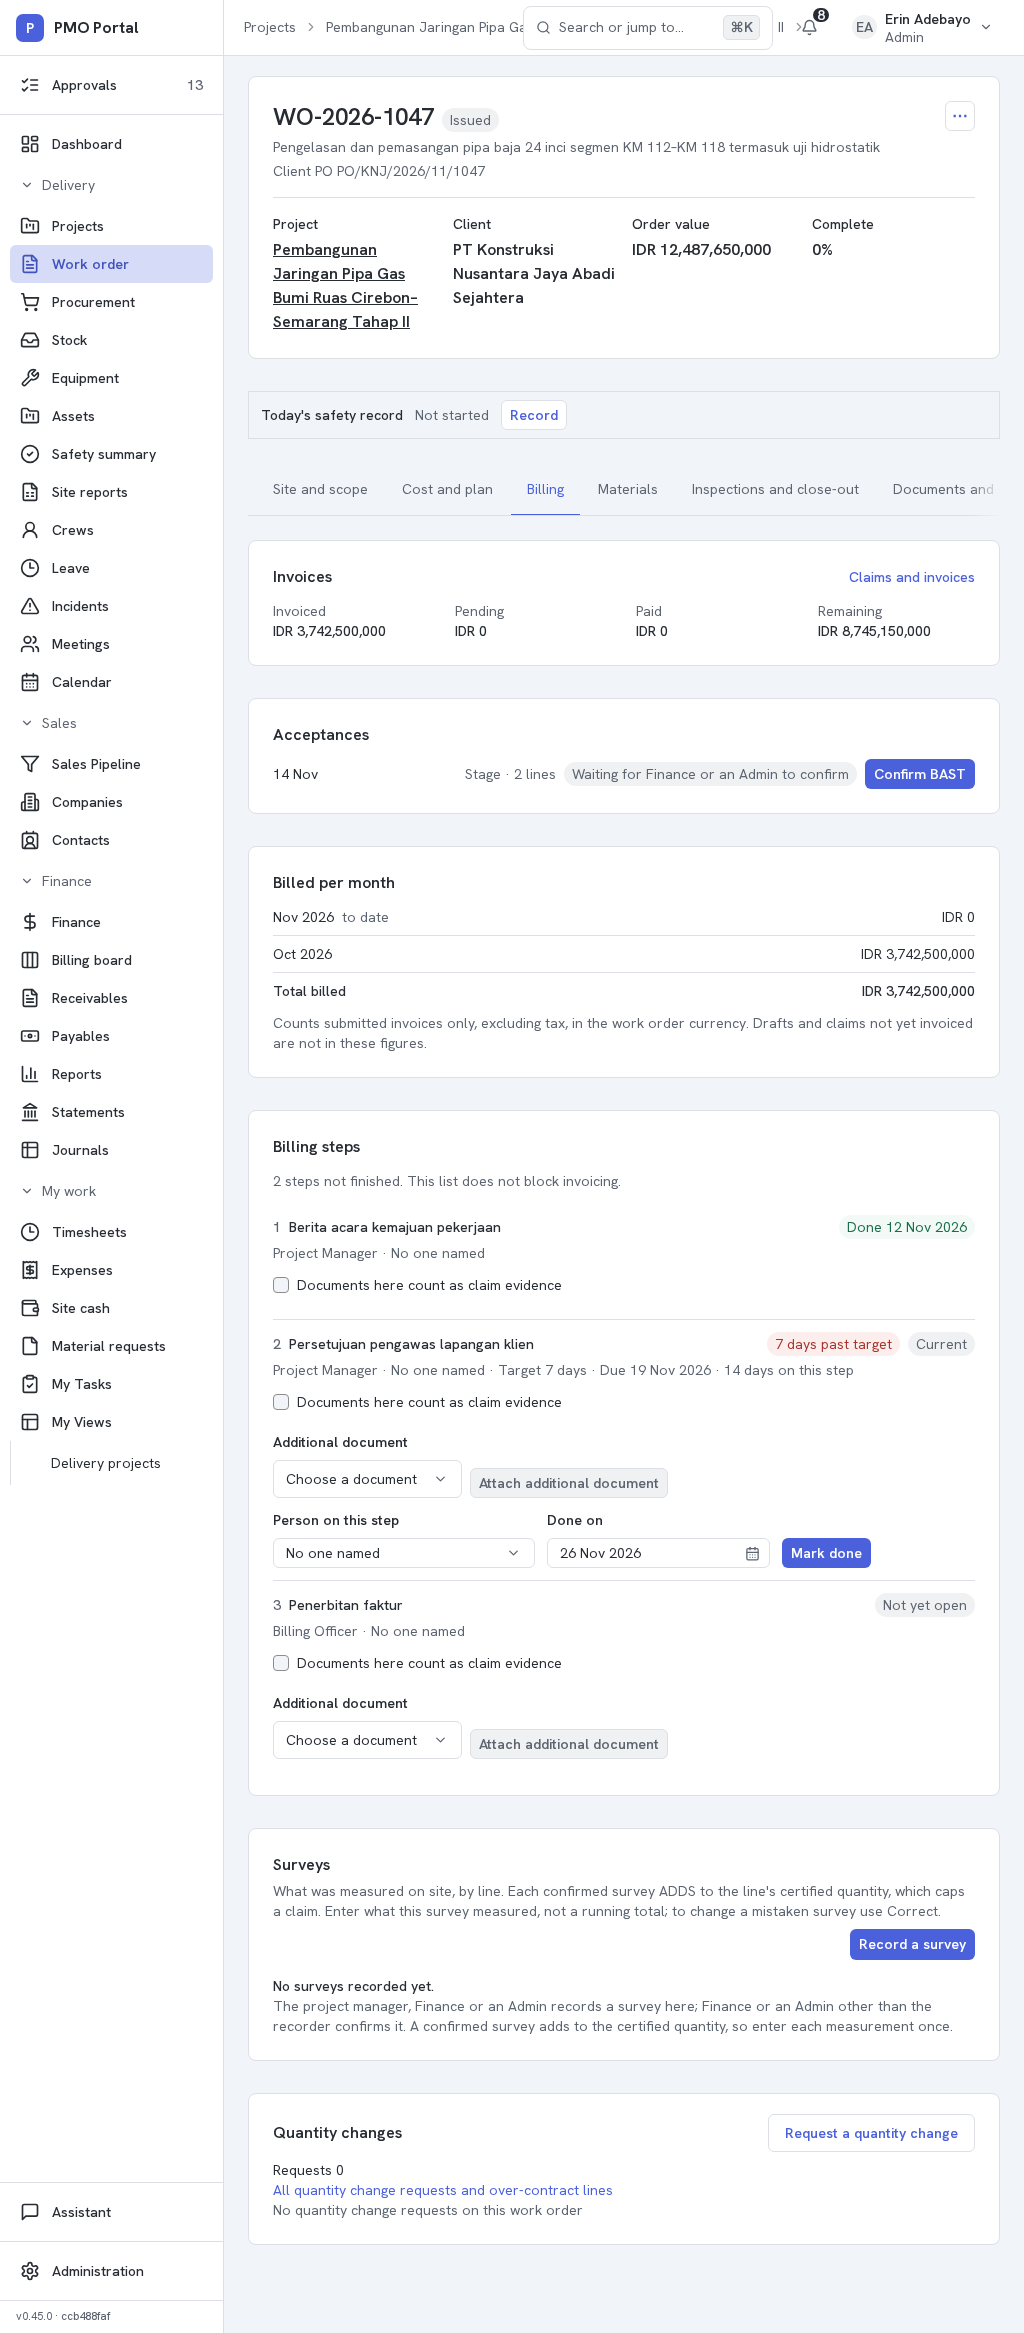 P PMO Portal
Projects > Pembangunan Jaringan Pipa Ga
Search or jump to... ⌘K
II >
8
EA Erin Adebayo
Admin
Approvals 13
Dashboard
Delivery
Projects
Work order
Procurement
Stock
Equipment
Assets
Safety summary
Site reports
Crews
Leave
Incidents
Meetings
Calendar
Sales
Sales Pipeline
Companies
Contacts
Finance
Finance
Billing board
Receivables
Payables
Reports
Statements
Journals
My work
Timesheets
Expenses
Site cash
Material requests
My Tasks
My Views
Delivery projects
Assistant
Administration
v0.45.0 · ccb488faf
WO-2026-1047 Issued
Pengelasan dan pemasangan pipa baja 24 inci segmen KM 112–KM 118 termasuk uji hidrostatik
Client PO PO/KNJ/2026/11/1047
Project Client Order value Complete
Pembangunan PT Konstruksi IDR 12,487,650,000 0%
Jaringan Pipa Gas Nusantara Jaya Abadi
Bumi Ruas Cirebon– Sejahtera
Semarang Tahap II
Today's safety record Not started Record
Site and scope Cost and plan Billing Materials Inspections and close-out Documents and
Invoices Claims and invoices
Invoiced Pending Paid Remaining
IDR 3,742,500,000 IDR 0 IDR 0 IDR 8,745,150,000
Acceptances
14 Nov Stage · 2 lines Waiting for Finance or an Admin to confirm Confirm BAST
Billed per month
Nov 2026 to date IDR 0
Oct 2026 IDR 3,742,500,000
Total billed IDR 3,742,500,000
Counts submitted invoices only, excluding tax, in the work order currency. Drafts and claims not yet invoiced
are not in these figures.
Billing steps
2 steps not finished. This list does not block invoicing.
1 Berita acara kemajuan pekerjaan Done 12 Nov 2026
Project Manager · No one named
Documents here count as claim evidence
2 Persetujuan pengawas lapangan klien 7 days past target Current
Project Manager · No one named · Target 7 days · Due 19 Nov 2026 · 14 days on this step
Documents here count as claim evidence
Additional document
Choose a document Attach additional document
Person on this step Done on
No one named 26 Nov 2026 Mark done
3 Penerbitan faktur Not yet open
Billing Officer · No one named
Documents here count as claim evidence
Additional document
Choose a document Attach additional document
Surveys
What was measured on site, by line. Each confirmed survey ADDS to the line's certified quantity, which caps
a claim. Enter what this survey measured, not a running total; to change a mistaken survey use Correct.
Record a survey
No surveys recorded yet.
The project manager, Finance or an Admin records a survey here; Finance or an Admin other than the
recorder confirms it. A confirmed survey adds to the certified quantity, so enter each measurement once.
Quantity changes Request a quantity change
Requests 0
All quantity change requests and over-contract lines
No quantity change requests on this work order